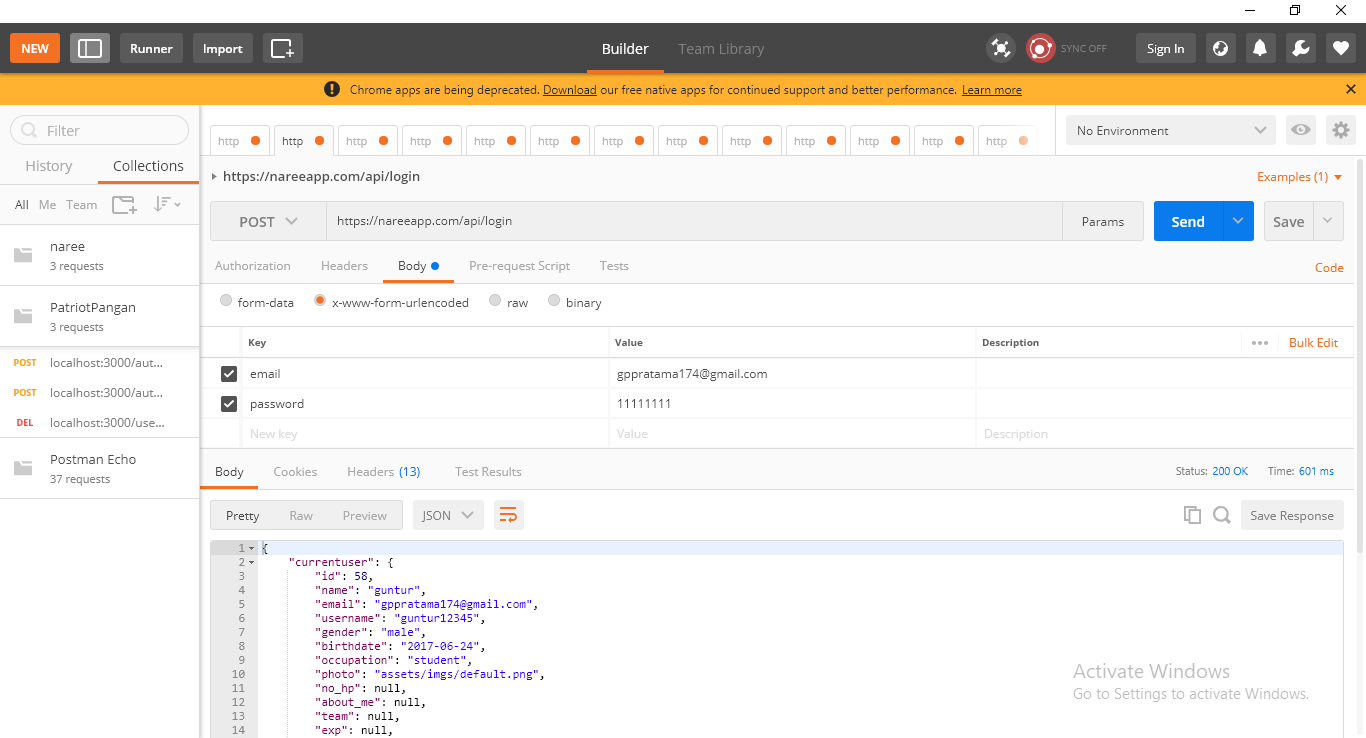 NEW Runner Import Builder Team Library SYNC OFF Sign In
Chrome apps are being deprecated. Download our free native apps for continued support and better performance. Learn more
Filter
History Collections
All Me Team
naree
3 requests
PatriotPangan
3 requests
POST localhost:3000/aut...
POST localhost:3000/aut...
DEL localhost:3000/use...
Postman Echo
37 requests
http http http http http http http http http http http http http
No Environment
https://nareeapp.com/api/login
Examples (1)
POST https://nareeapp.com/api/login Params Send Save
Authorization Headers Body Pre-request Script Tests Code
form-data x-www-form-urlencoded raw binary
Key Value Description Bulk Edit
email gppratama174@gmail.com
password 11111111
New key Value Description
Body Cookies Headers (13) Test Results Status: 200 OK Time: 601 ms
Pretty Raw Preview JSON Save Response
1 {
2 "currentuser": {
3 "id": 58,
4 "name": "guntur",
5 "email": "gppratama174@gmail.com",
6 "username": "guntur12345",
7 "gender": "male",
8 "birthdate": "2017-06-24",
9 "occupation": "student",
10 "photo": "assets/imgs/default.png",
11 "no_hp": null,
12 "about_me": null,
13 "team": null,
14 "exp": null,
Activate Windows
Go to Settings to activate Windows.